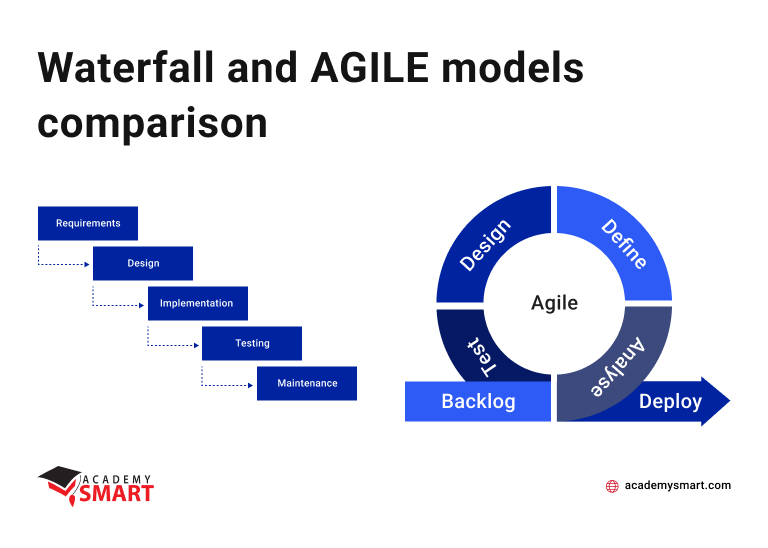 Waterfall and AGILE models
comparison
Requirements
Design
Implementation
Testing
Maintenance
Design
Define
Agile
Test
Analyse
Backlog
Deploy
ACADEMY
SMART
academysmart.com